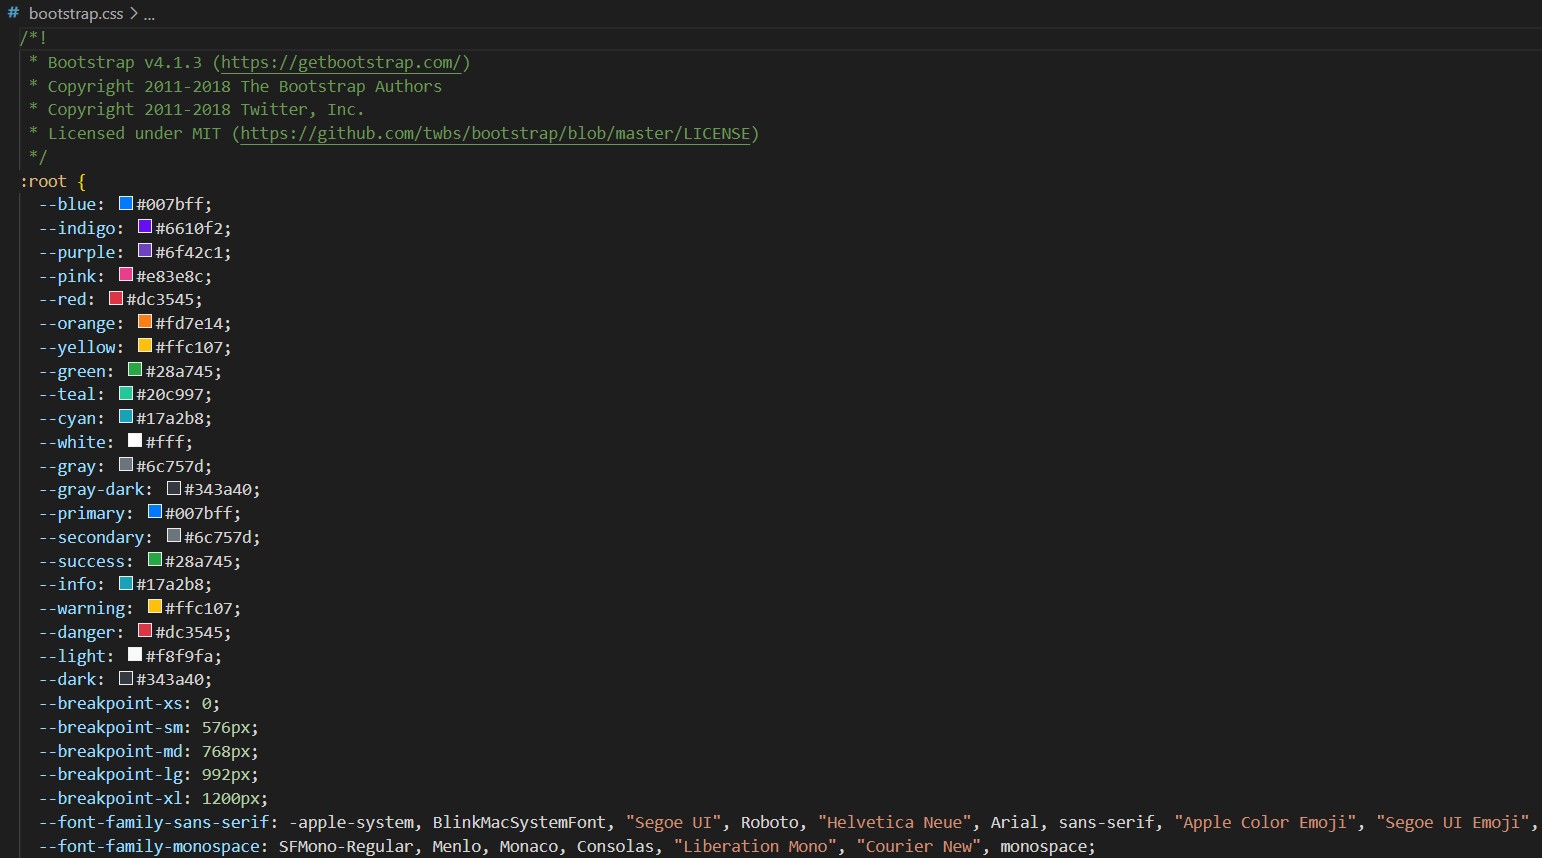 # bootstrap.css > ...
/*!
 * Bootstrap v4.1.3 (https://getbootstrap.com/)
 * Copyright 2011-2018 The Bootstrap Authors
 * Copyright 2011-2018 Twitter, Inc.
 * Licensed under MIT (https://github.com/twbs/bootstrap/blob/master/LICENSE)
 */
:root {
  --blue: #007bff;
  --indigo: #6610f2;
  --purple: #6f42c1;
  --pink: #e83e8c;
  --red: #dc3545;
  --orange: #fd7e14;
  --yellow: #ffc107;
  --green: #28a745;
  --teal: #20c997;
  --cyan: #17a2b8;
  --white: #fff;
  --gray: #6c757d;
  --gray-dark: #343a40;
  --primary: #007bff;
  --secondary: #6c757d;
  --success: #28a745;
  --info: #17a2b8;
  --warning: #ffc107;
  --danger: #dc3545;
  --light: #f8f9fa;
  --dark: #343a40;
  --breakpoint-xs: 0;
  --breakpoint-sm: 576px;
  --breakpoint-md: 768px;
  --breakpoint-lg: 992px;
  --breakpoint-xl: 1200px;
  --font-family-sans-serif: -apple-system, BlinkMacSystemFont, "Segoe UI", Roboto, "Helvetica Neue", Arial, sans-serif, "Apple Color Emoji", "Segoe UI Emoji",
  --font-family-monospace: SFMono-Regular, Menlo, Monaco, Consolas, "Liberation Mono", "Courier New", monospace;